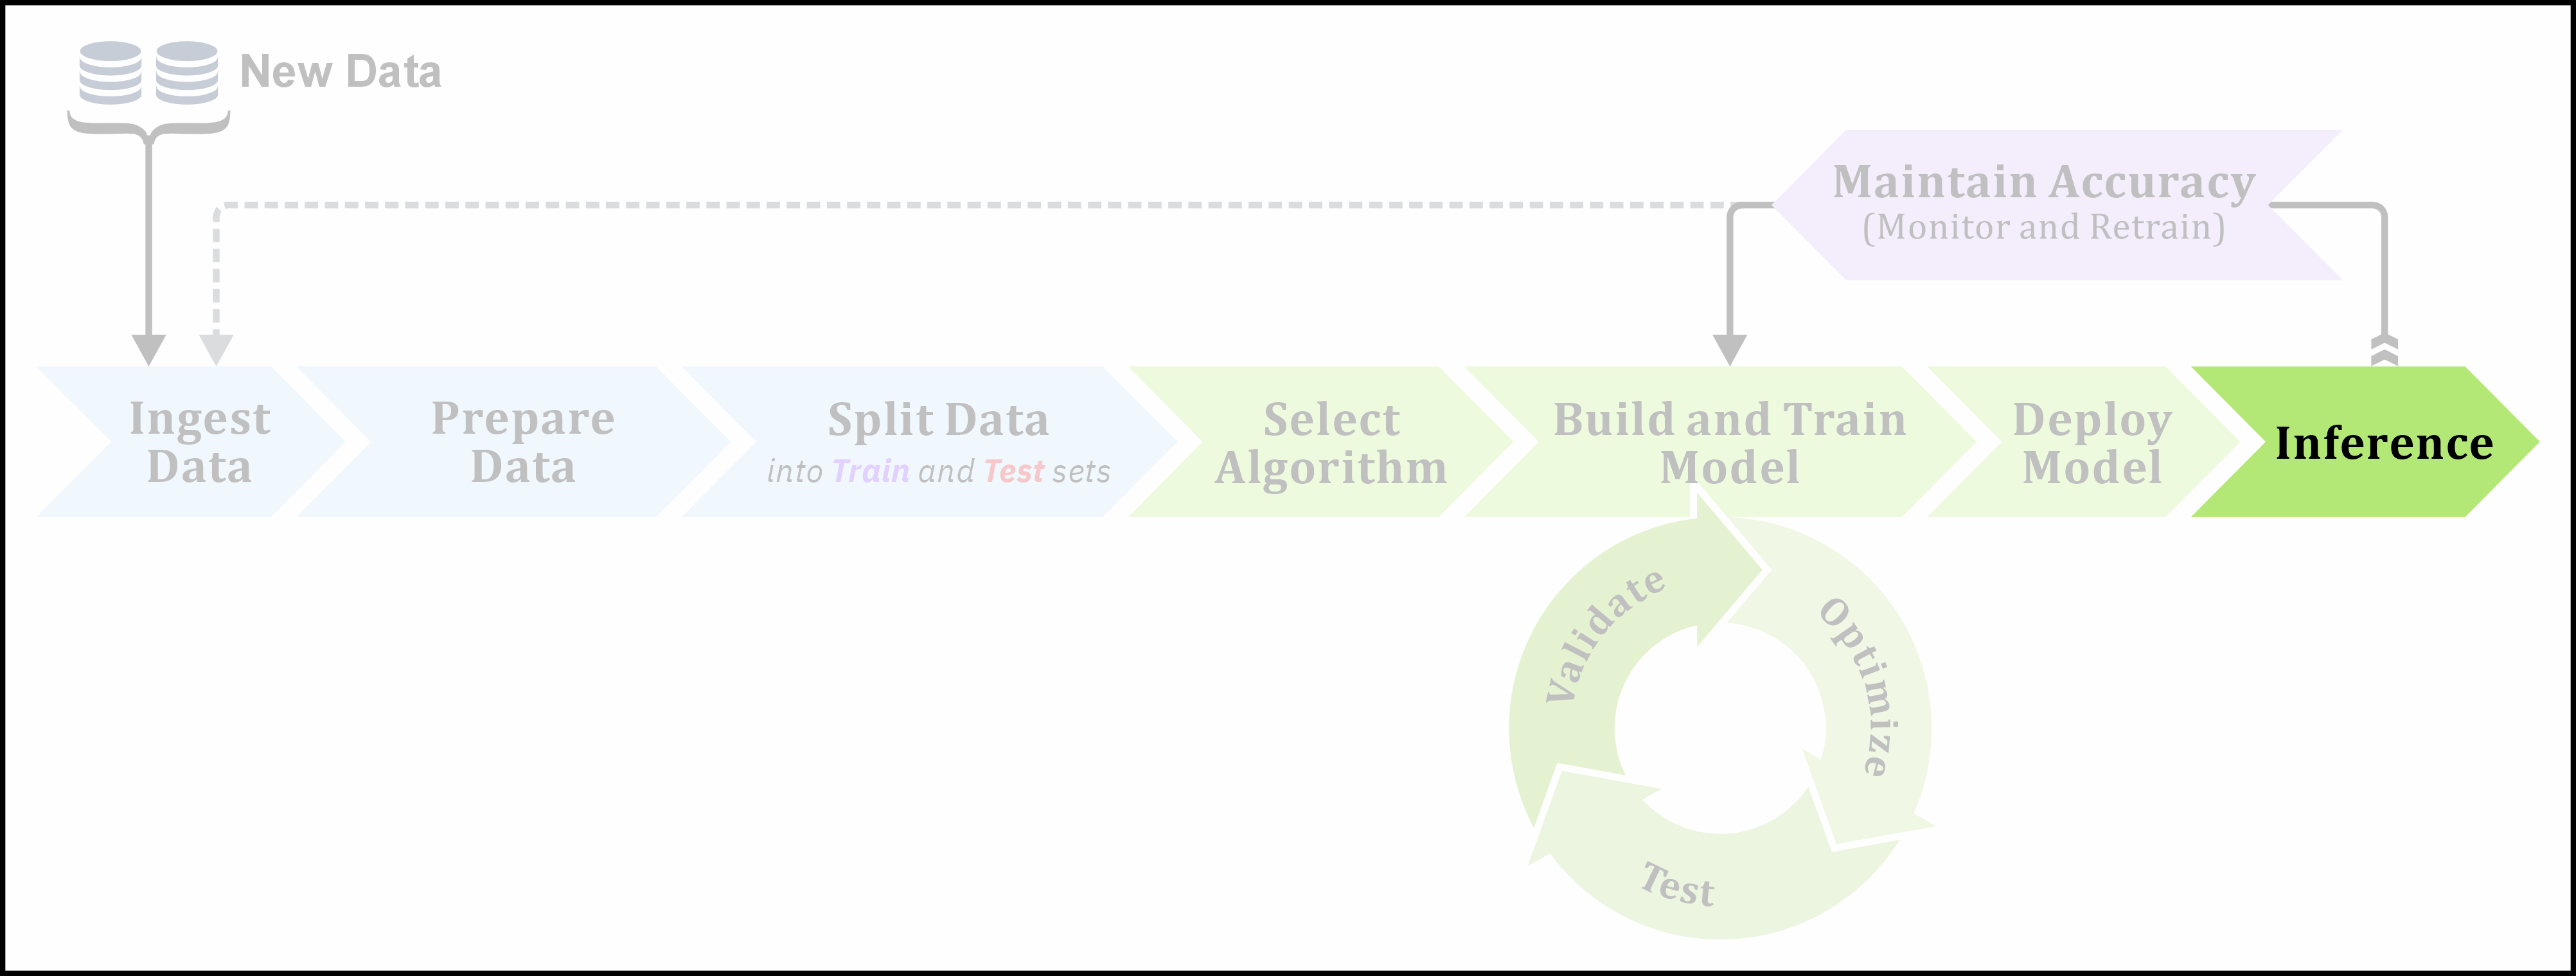 New Data
Maintain Accuracy
(Monitor and Retrain)
Ingest
Data
Prepare
Data
Split Data
into Train and Test sets
Select
Algorithm
Build and Train
Model
Deploy
Model
Inference
Validate
Optimize
Test